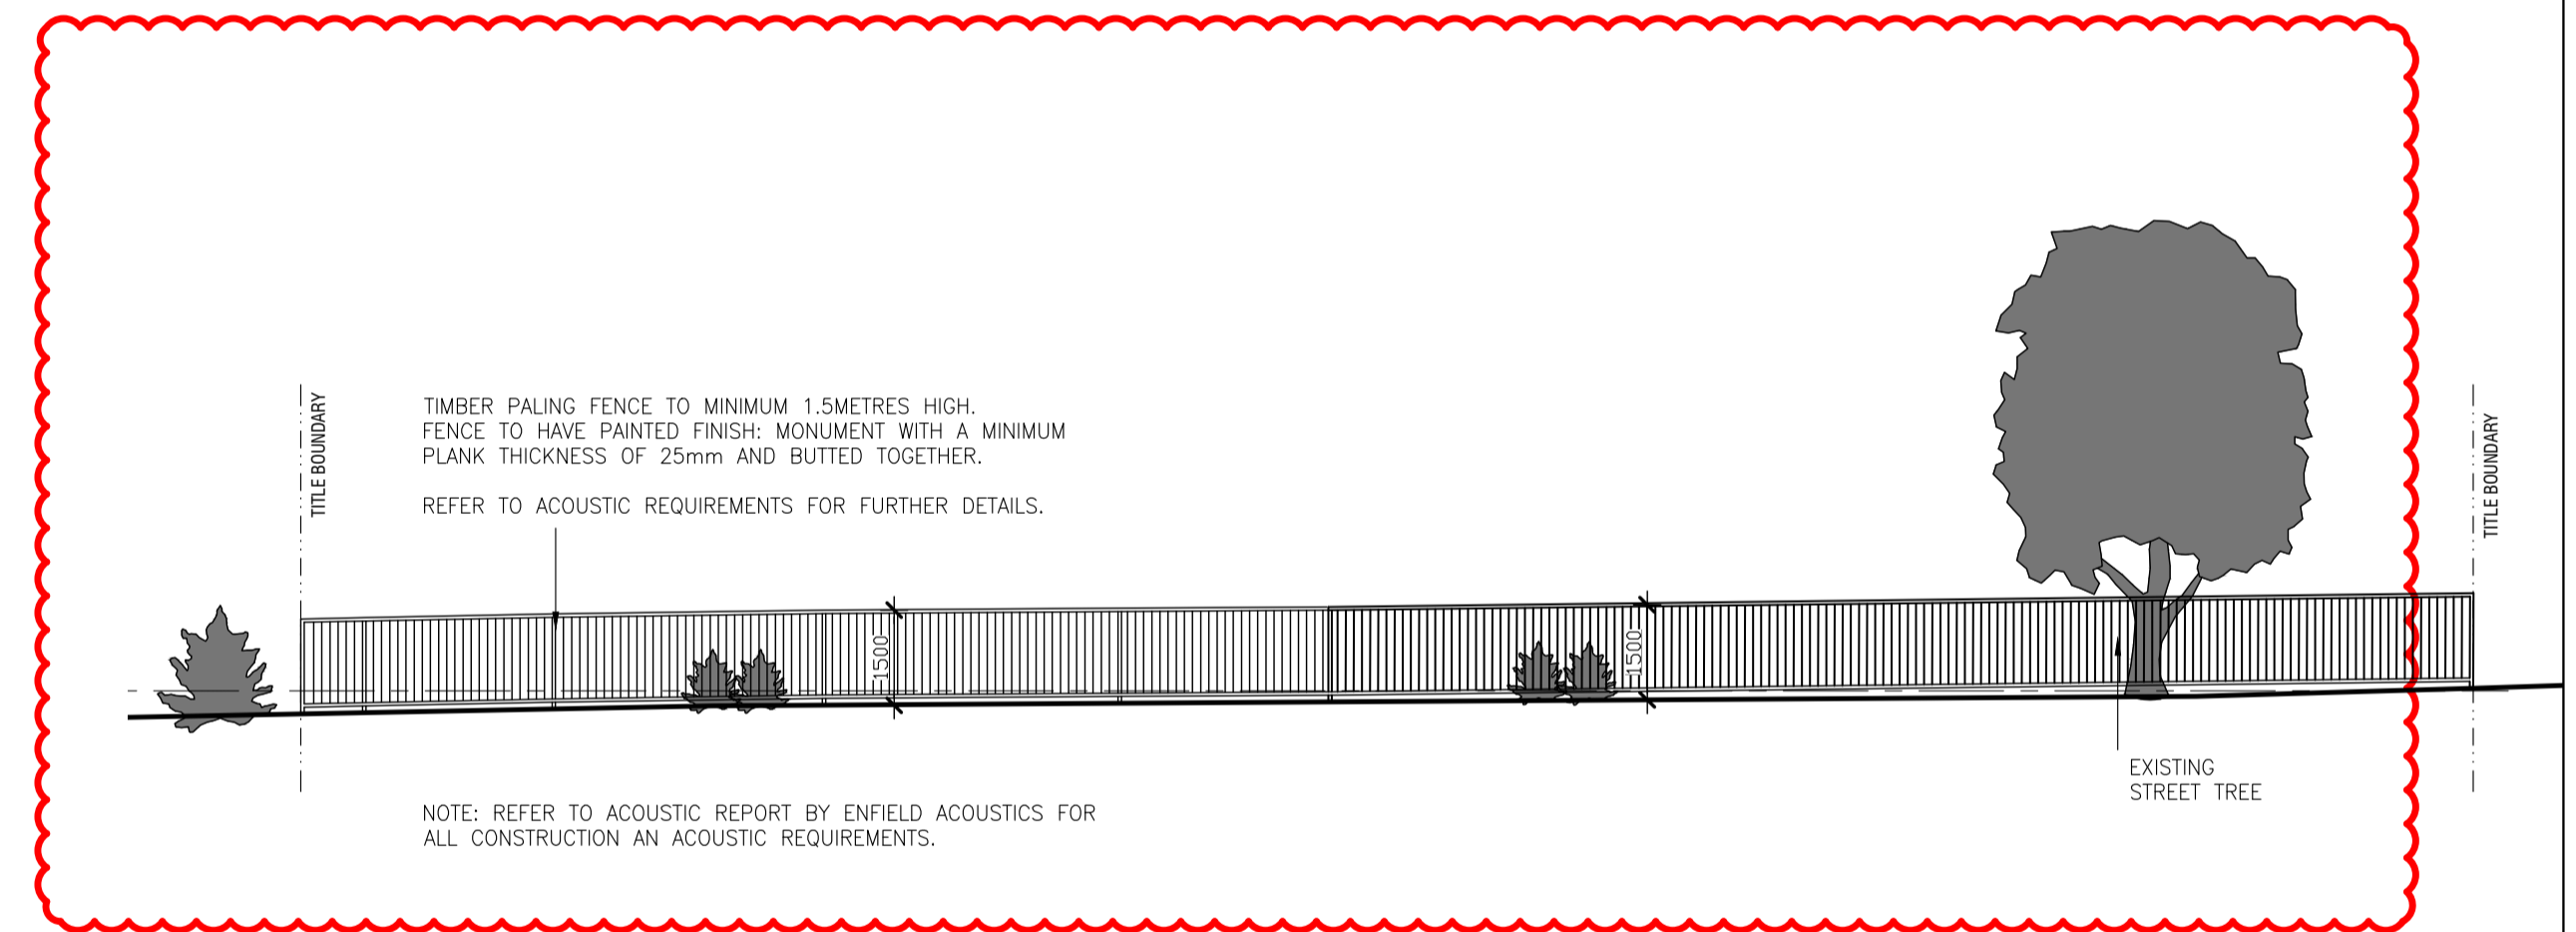 TIMBER PALING FENCE TO MINIMUM 1.5METRES HIGH.
FENCE TO HAVE PAINTED FINISH: MONUMENT WITH A MINIMUM
PLANK THICKNESS OF 25mm AND BUTTED TOGETHER.
REFER TO ACOUSTIC REQUIREMENTS FOR FURTHER DETAILS.
TITLE BOUNDARY
TITLE BOUNDARY
1500
1500
EXISTING
STREET TREE
NOTE: REFER TO ACOUSTIC REPORT BY ENFIELD ACOUSTICS FOR
ALL CONSTRUCTION AN ACOUSTIC REQUIREMENTS.